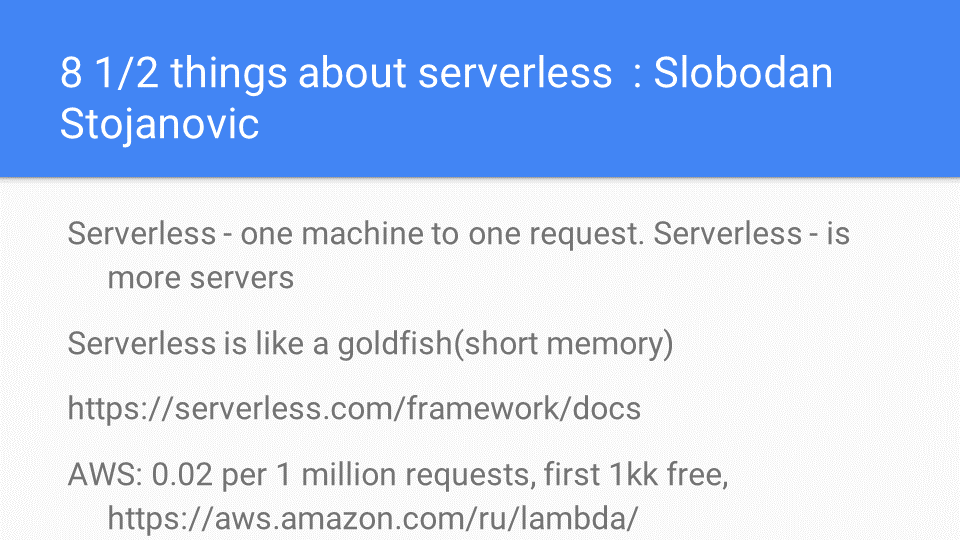 8 1/2 things about serverless  : Slobodan
Stojanovic
Serverless - one machine to one request. Serverless - is
more servers
Serverless is like a goldfish(short memory)
https://serverless.com/framework/docs
AWS: 0.02 per 1 million requests, first 1kk free,
https://aws.amazon.com/ru/lambda/